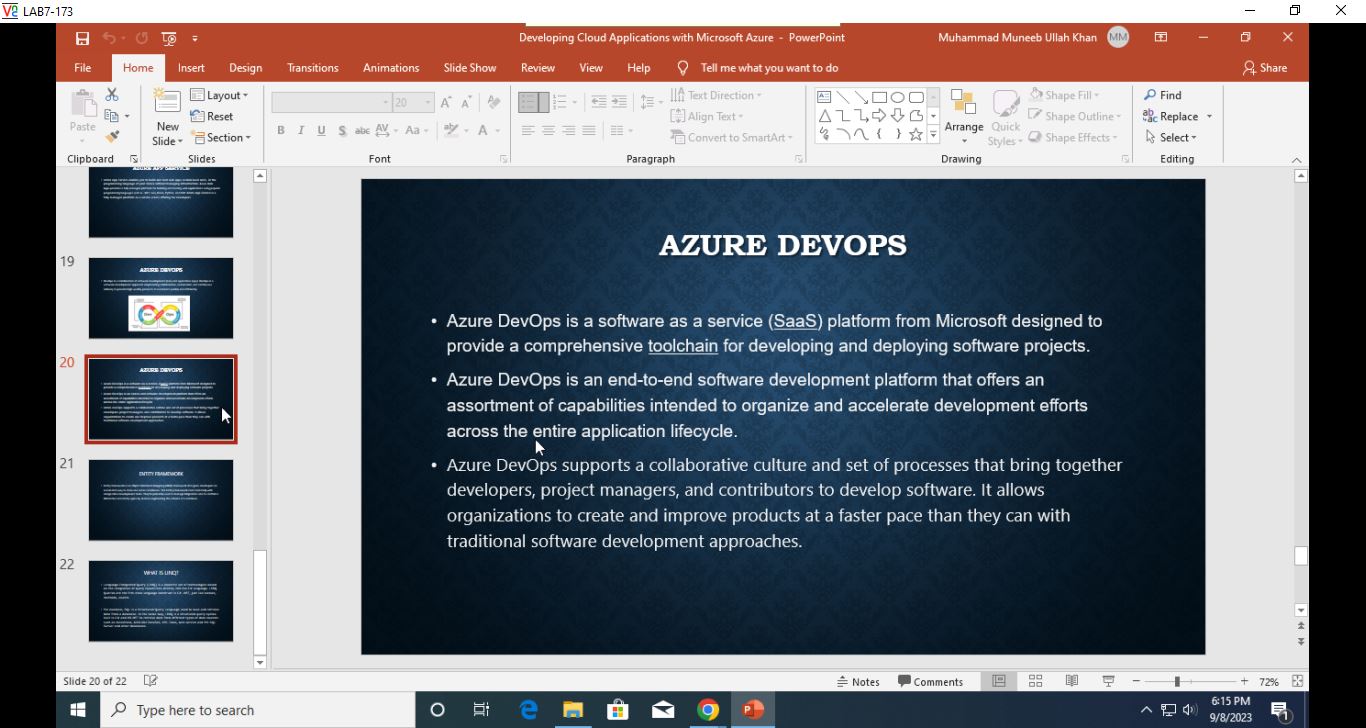 LAB7-173
Developing Cloud Applications with Microsoft Azure - PowerPoint
Muhammad Muneeb Ullah Khan MM
File Home Insert Design Transitions Animations Slide Show Review View Help Tell me what you want to do Share
Paste
Clipboard
New Slide
Layout
Reset
Section
Slides
20
B I U S abc AV Aa A
Font
Text Direction
Align Text
Convert to SmartArt
Paragraph
Arrange
Quick Styles
Shape Fill
Shape Outline
Shape Effects
Drawing
Find
Replace
Select
Editing
AZURE APP SERVICE
19
AZURE DEVOPS
20
AZURE DEVOPS
21
ENTITY FRAMEWORK
22
WHAT IS LINQ?
AZURE DEVOPS
• Azure DevOps is a software as a service (SaaS) platform from Microsoft designed to
provide a comprehensive toolchain for developing and deploying software projects.
• Azure DevOps is an end-to-end software development platform that offers an
assortment of capabilities intended to organize and accelerate development efforts
across the entire application lifecycle.
• Azure DevOps supports a collaborative culture and set of processes that bring together
developers, project managers, and contributors to develop software. It allows
organizations to create and improve products at a faster pace than they can with
traditional software development approaches.
Slide 20 of 22
Notes
Comments
72%
Type here to search
6:15 PM
9/8/2023
1